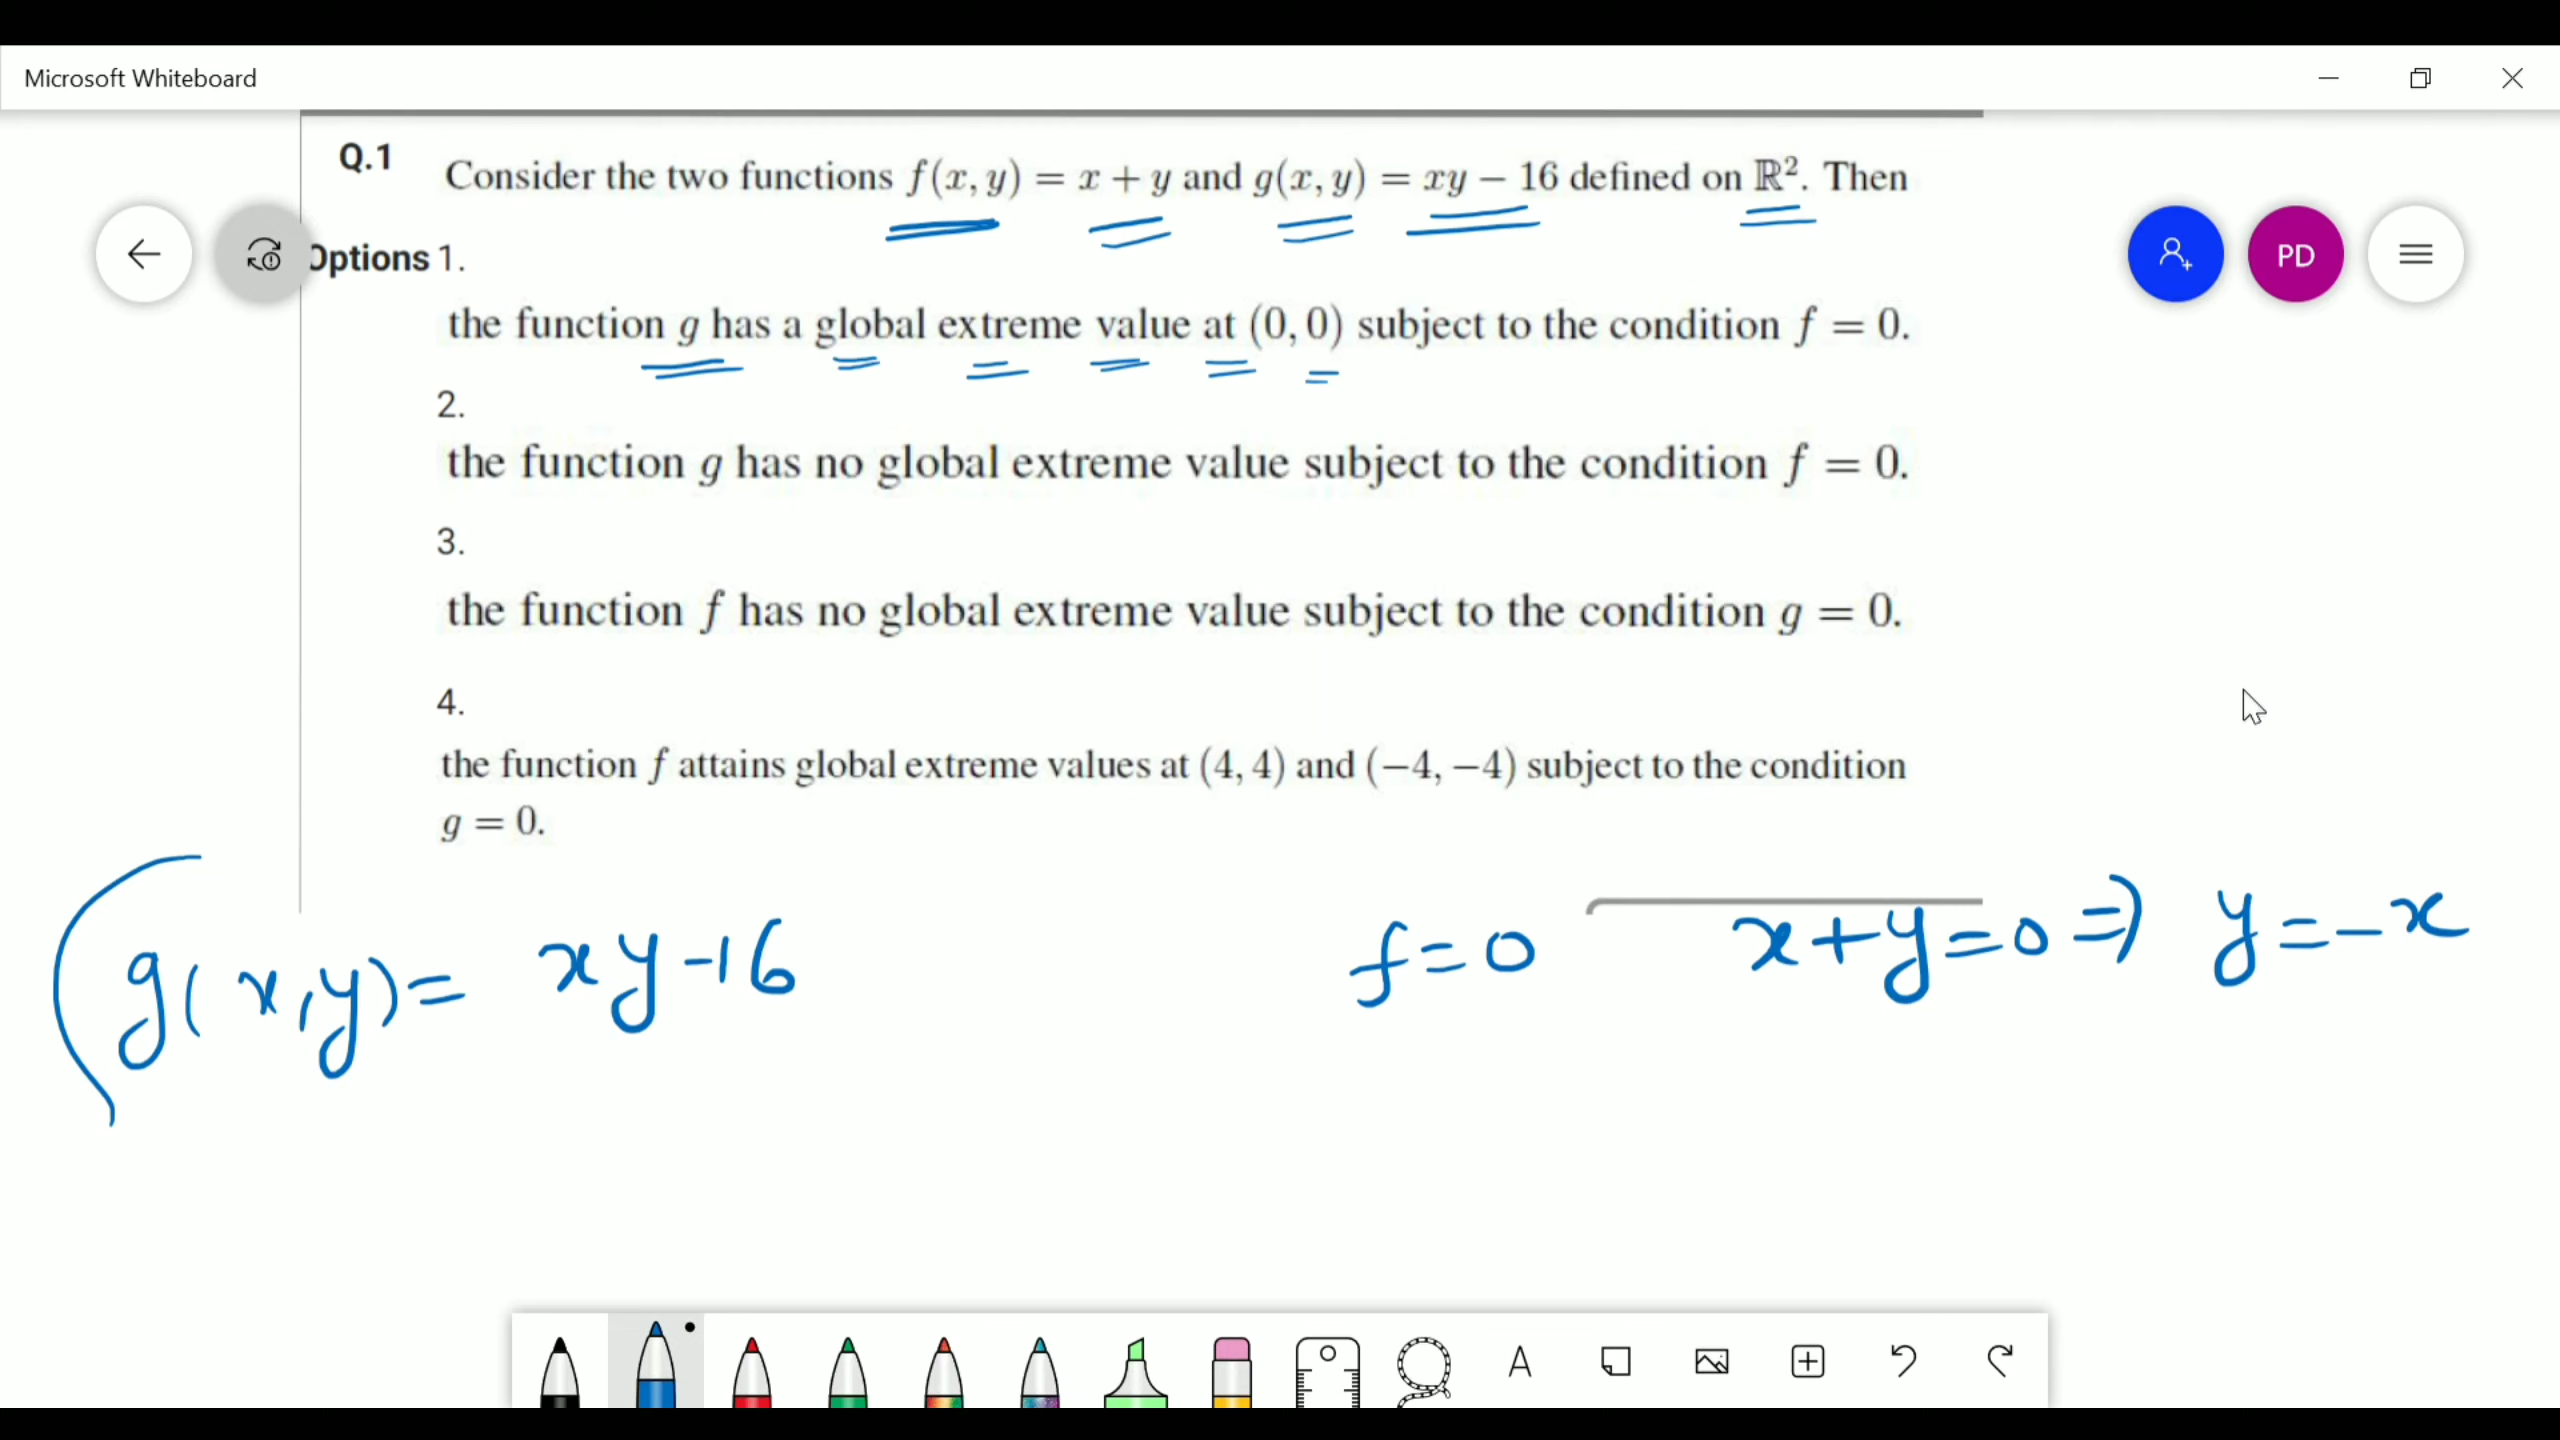 Microsoft Whiteboard
Q.1 Consider the two functions f(x, y) = x + y and g(x, y) = xy − 16 defined on ℝ². Then
Options 1.
the function g has a global extreme value at (0, 0) subject to the condition f = 0.
2.
the function g has no global extreme value subject to the condition f = 0.
3.
the function f has no global extreme value subject to the condition g = 0.
4.
the function f attains global extreme values at (4, 4) and (−4, −4) subject to the condition
g = 0.
g(x,y) = xy-16 f=0 x+y=0 ⇒ y=-x
PD
A